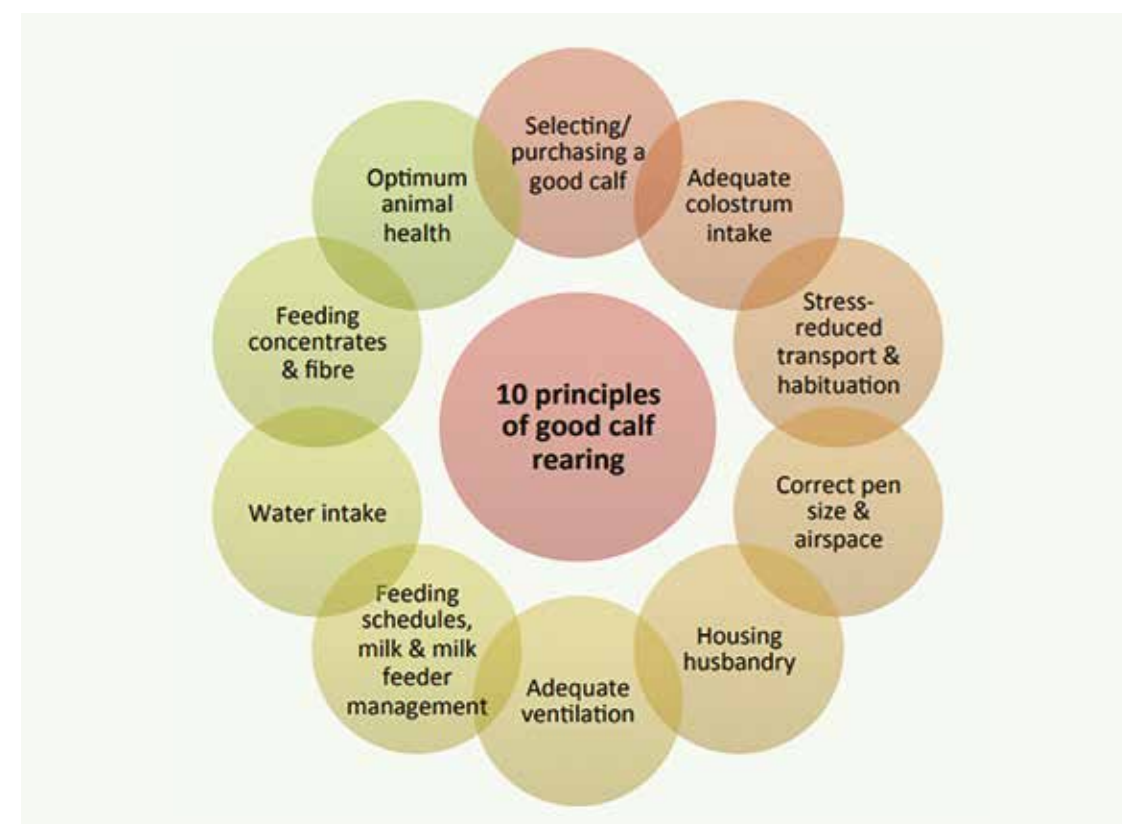 Selecting/
purchasing a
good calf
Adequate
colostrum
intake
Stress-
reduced
transport &
habituation
Correct pen
size &
airspace
Housing
husbandry
Adequate
ventilation
Feeding
schedules,
milk & milk
feeder
management
Water intake
Feeding
concentrates
& fibre
Optimum
animal
health
10 principles
of good calf
rearing